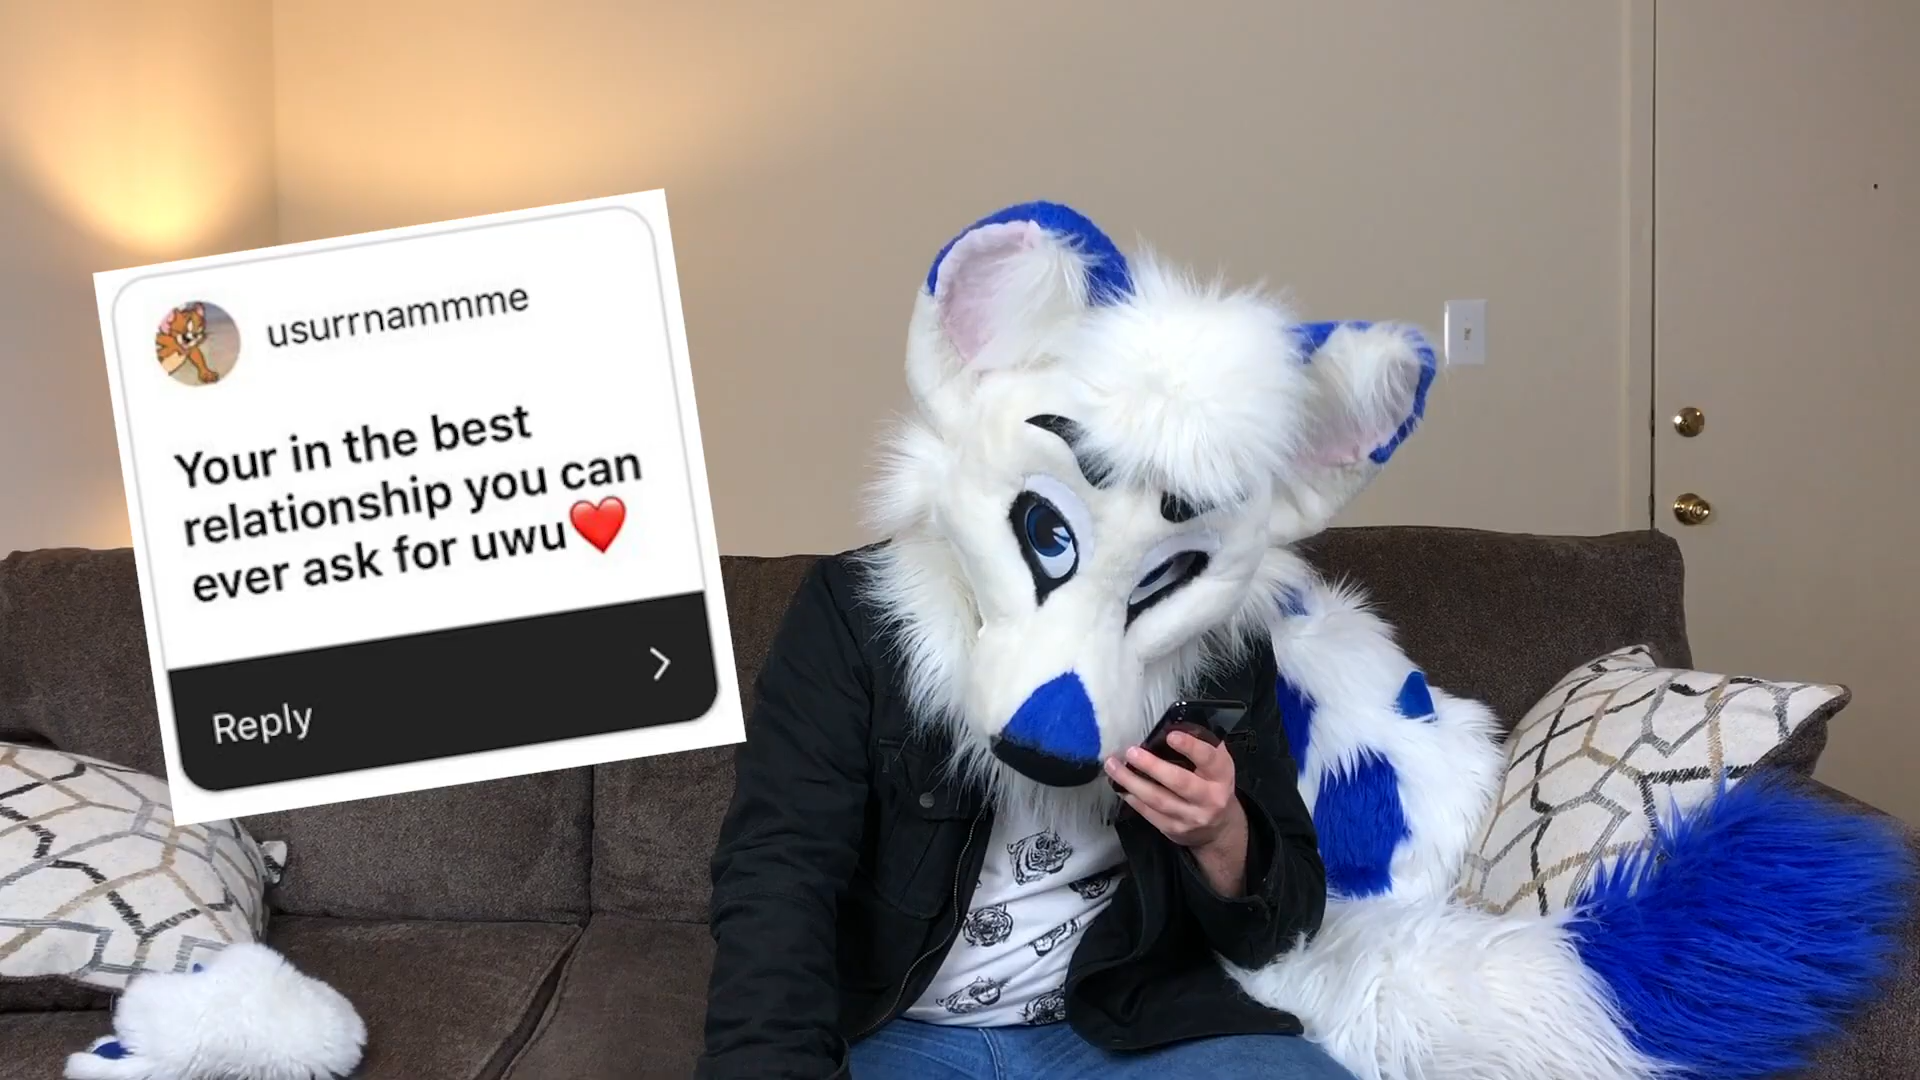 usurrnammme
Your in the best
relationship you can
ever ask for uwu❤️
Reply